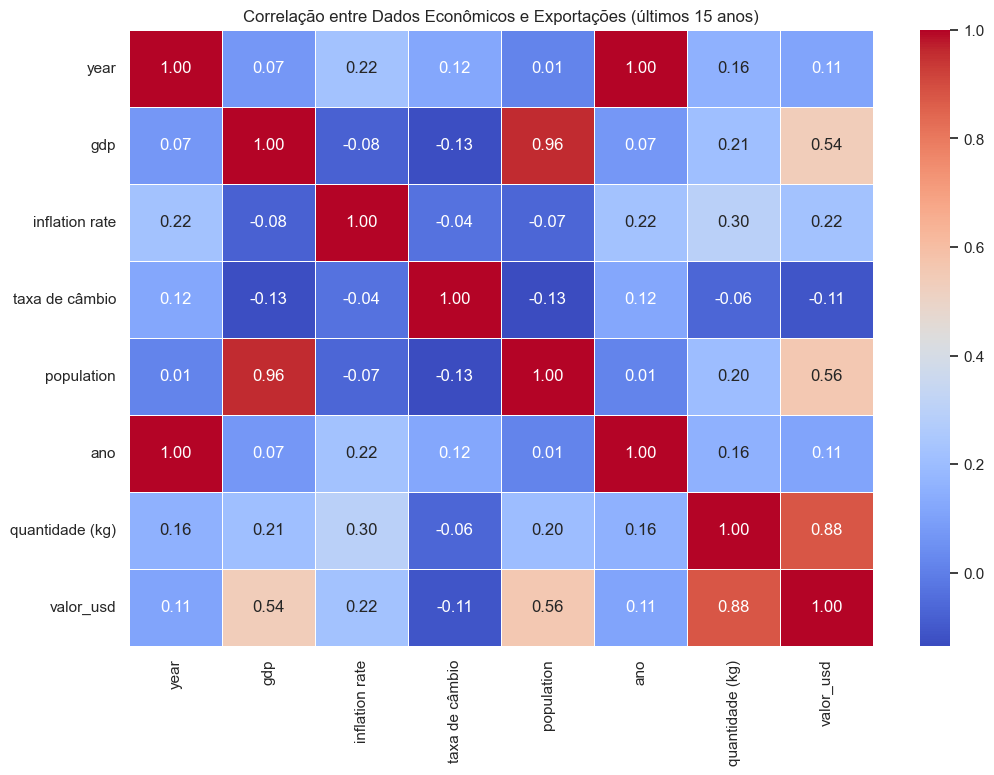 Correlação entre Dados Econômicos e Exportações (últimos 15 anos)
year 1.00 0.07 0.22 0.12 0.01 1.00 0.16 0.11
gdp 0.07 1.00 -0.08 -0.13 0.96 0.07 0.21 0.54
inflation rate 0.22 -0.08 1.00 -0.04 -0.07 0.22 0.30 0.22
taxa de câmbio 0.12 -0.13 -0.04 1.00 -0.13 0.12 -0.06 -0.11
population 0.01 0.96 -0.07 -0.13 1.00 0.01 0.20 0.56
ano 1.00 0.07 0.22 0.12 0.01 1.00 0.16 0.11
quantidade (kg) 0.16 0.21 0.30 -0.06 0.20 0.16 1.00 0.88
valor_usd 0.11 0.54 0.22 -0.11 0.56 0.11 0.88 1.00
year
gdp
inflation rate
taxa de câmbio
population
ano
quantidade (kg)
valor_usd
1.0
0.8
0.6
0.4
0.2
0.0